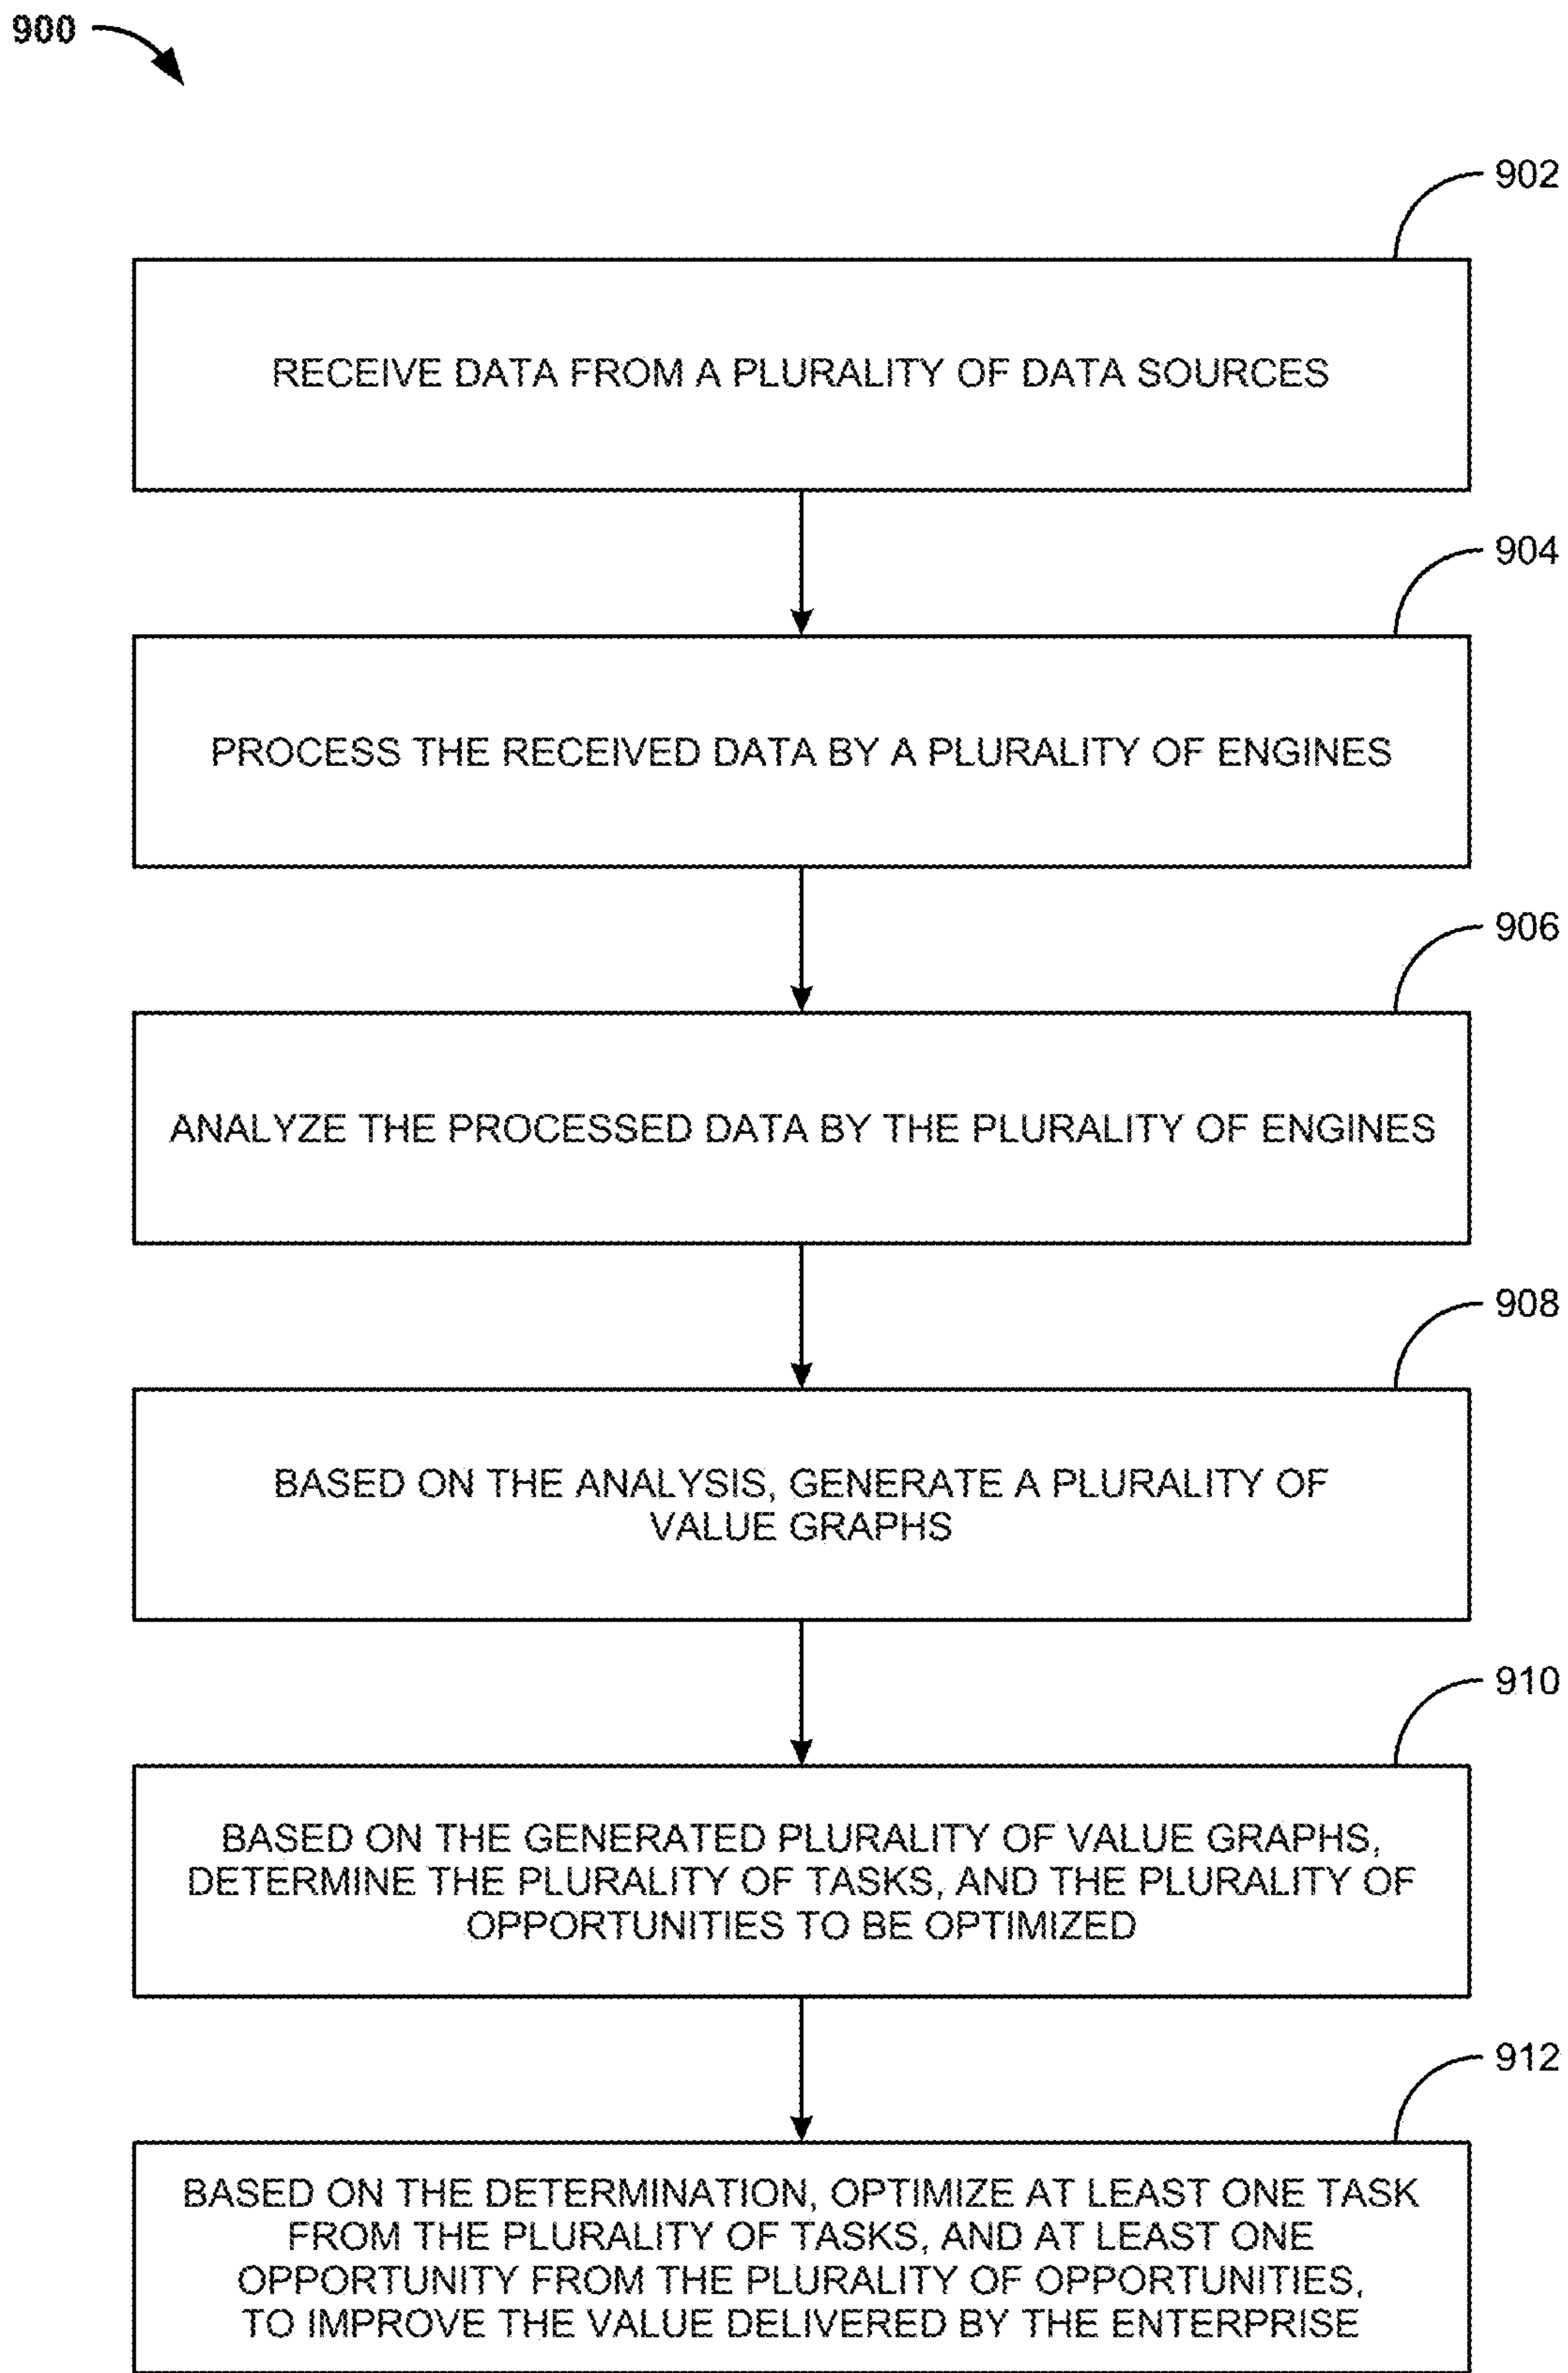 900
902
RECEIVE DATA FROM A PLURALITY OF DATA SOURCES
904
PROCESS THE RECEIVED DATA BY A PLURALITY OF ENGINES
906
ANALYZE THE PROCESSED DATA BY THE PLURALITY OF ENGINES
908
BASED ON THE ANALYSIS, GENERATE A PLURALITY OF
VALUE GRAPHS
910
BASED ON THE GENERATED PLURALITY OF VALUE GRAPHS,
DETERMINE THE PLURALITY OF TASKS, AND THE PLURALITY OF
OPPORTUNITIES TO BE OPTIMIZED
912
BASED ON THE DETERMINATION, OPTIMIZE AT LEAST ONE TASK
FROM THE PLURALITY OF TASKS, AND AT LEAST ONE
OPPORTUNITY FROM THE PLURALITY OF OPPORTUNITIES,
TO IMPROVE THE VALUE DELIVERED BY THE ENTERPRISE